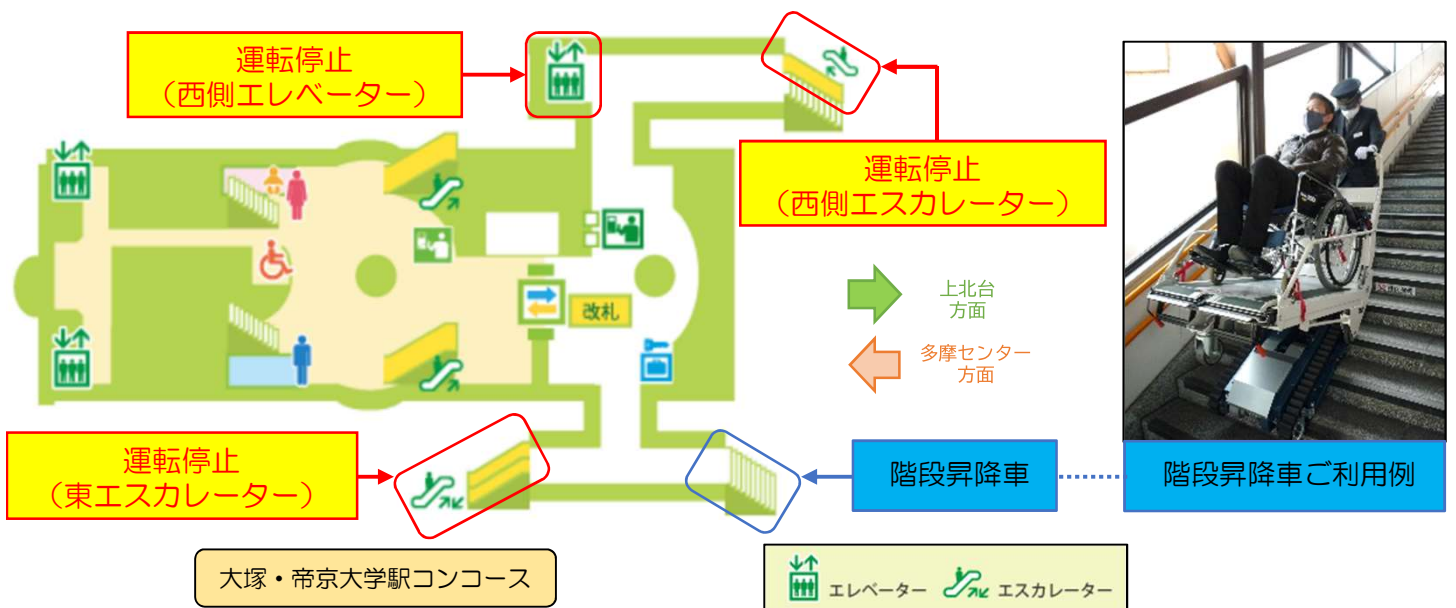 運転停止
(西側エレベーター)
運転停止
(西側エスカレーター)
改札
上北台
方面
多摩センター
方面
運転停止
(東エスカレーター)
階段昇降車
階段昇降車ご利用例
大塚・帝京大学駅コンコース
エレベーター エスカレーター